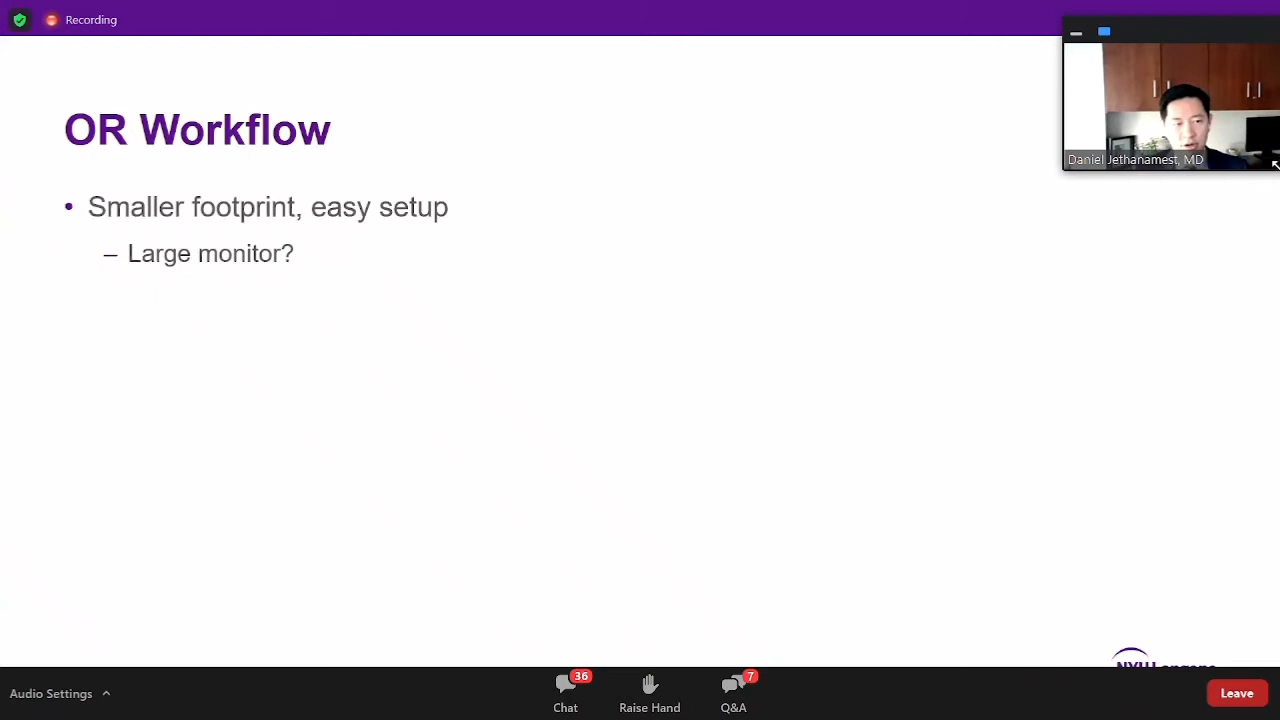 Recording
OR Workflow
• Smaller footprint, easy setup
– Large monitor?
Daniel Jethanamest, MD
Audio Settings
36
Chat
Raise Hand
7
Q&A
Leave